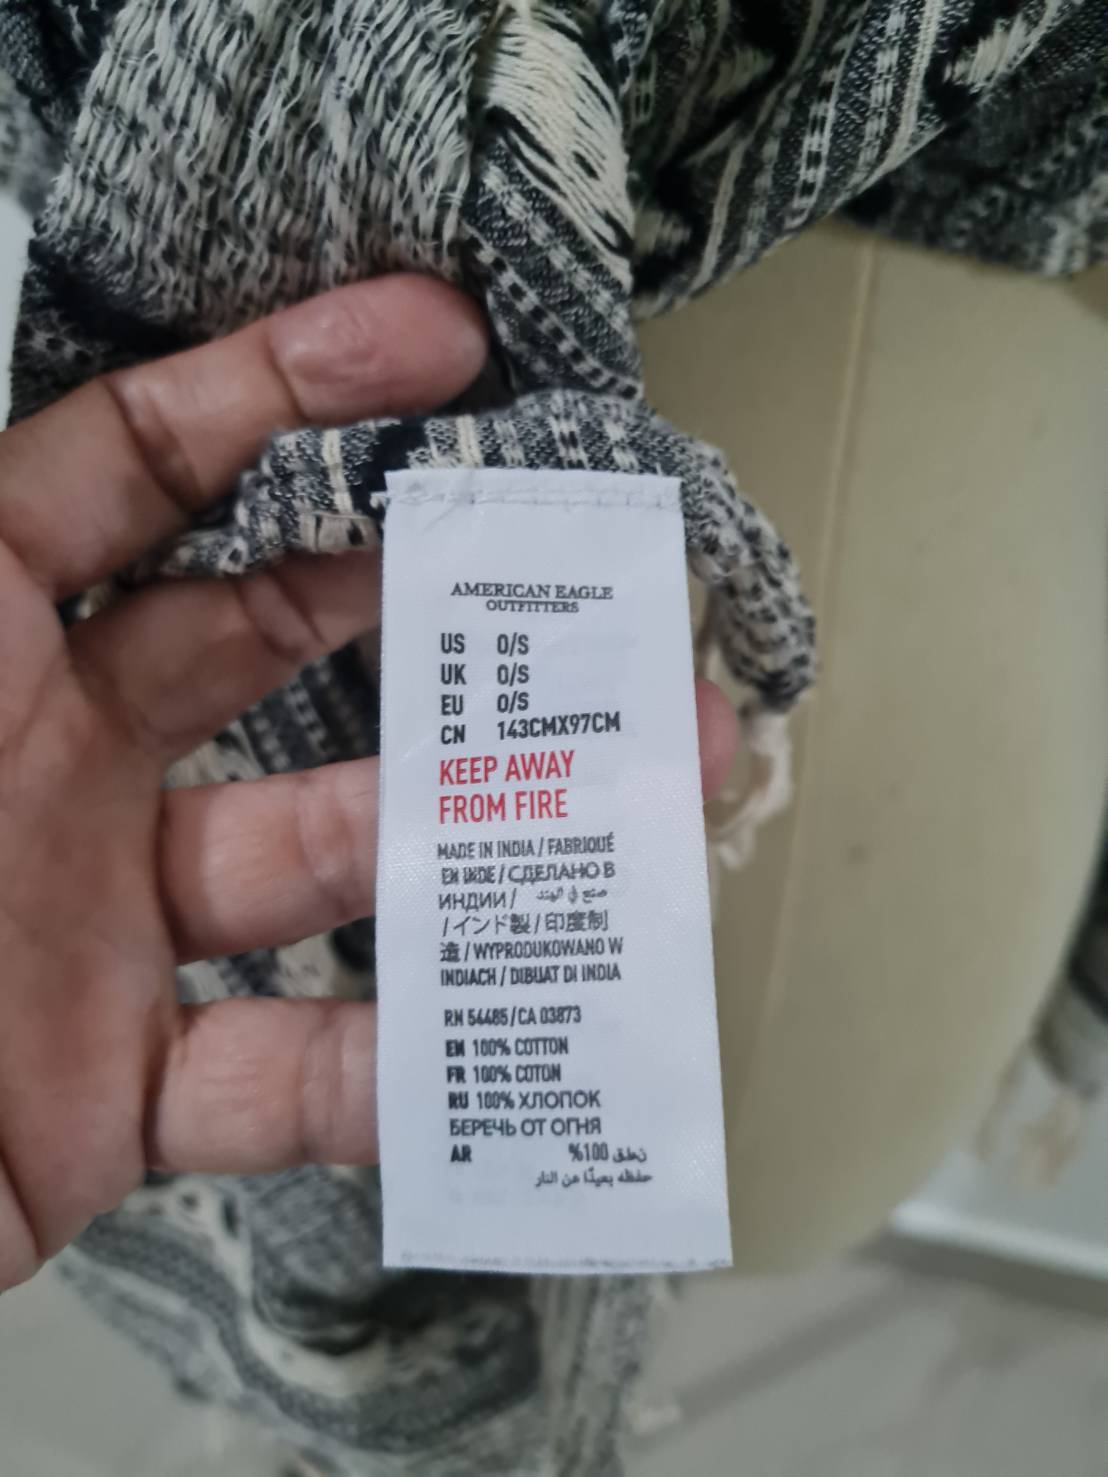 AMERICAN EAGLE
OUTFITTERS
US O/S
UK O/S
EU O/S
CN 143CMX97CM
KEEP AWAY
FROM FIRE
MADE IN INDIA / FABRIQUÉ
EN INDE / СДЕЛАНО В
ИНДИИ / صنع في الهند
/ インド製 / 印度制
造 / WYPRODUKOWANO W
INDIACH / DIBUAT DI INDIA
RN 54485 / CA 03873
EN 100% COTTON
FR 100% COTON
RU 100% ХЛОПОК
БЕРЕЧЬ ОТ ОГНЯ
AR %100 قطن
حفظه بعيدًا عن النار